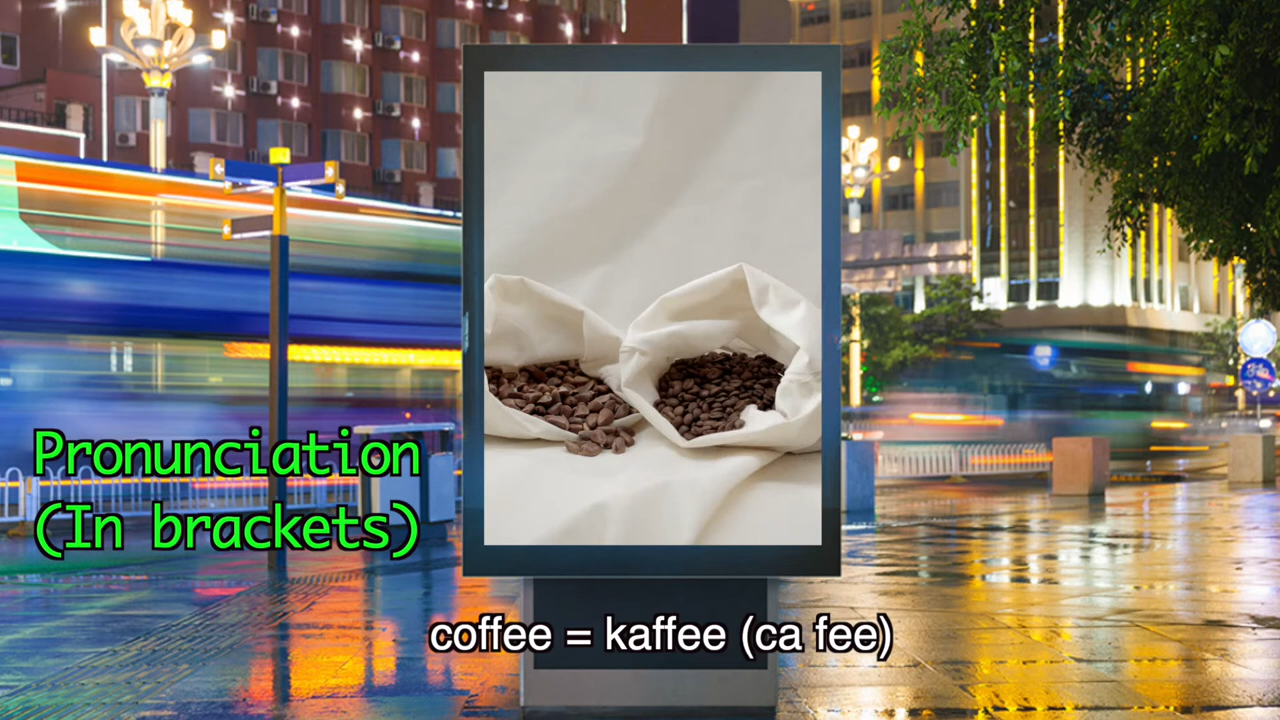 Pronunciation
(In brackets)
coffee = kaffee (ca fee)